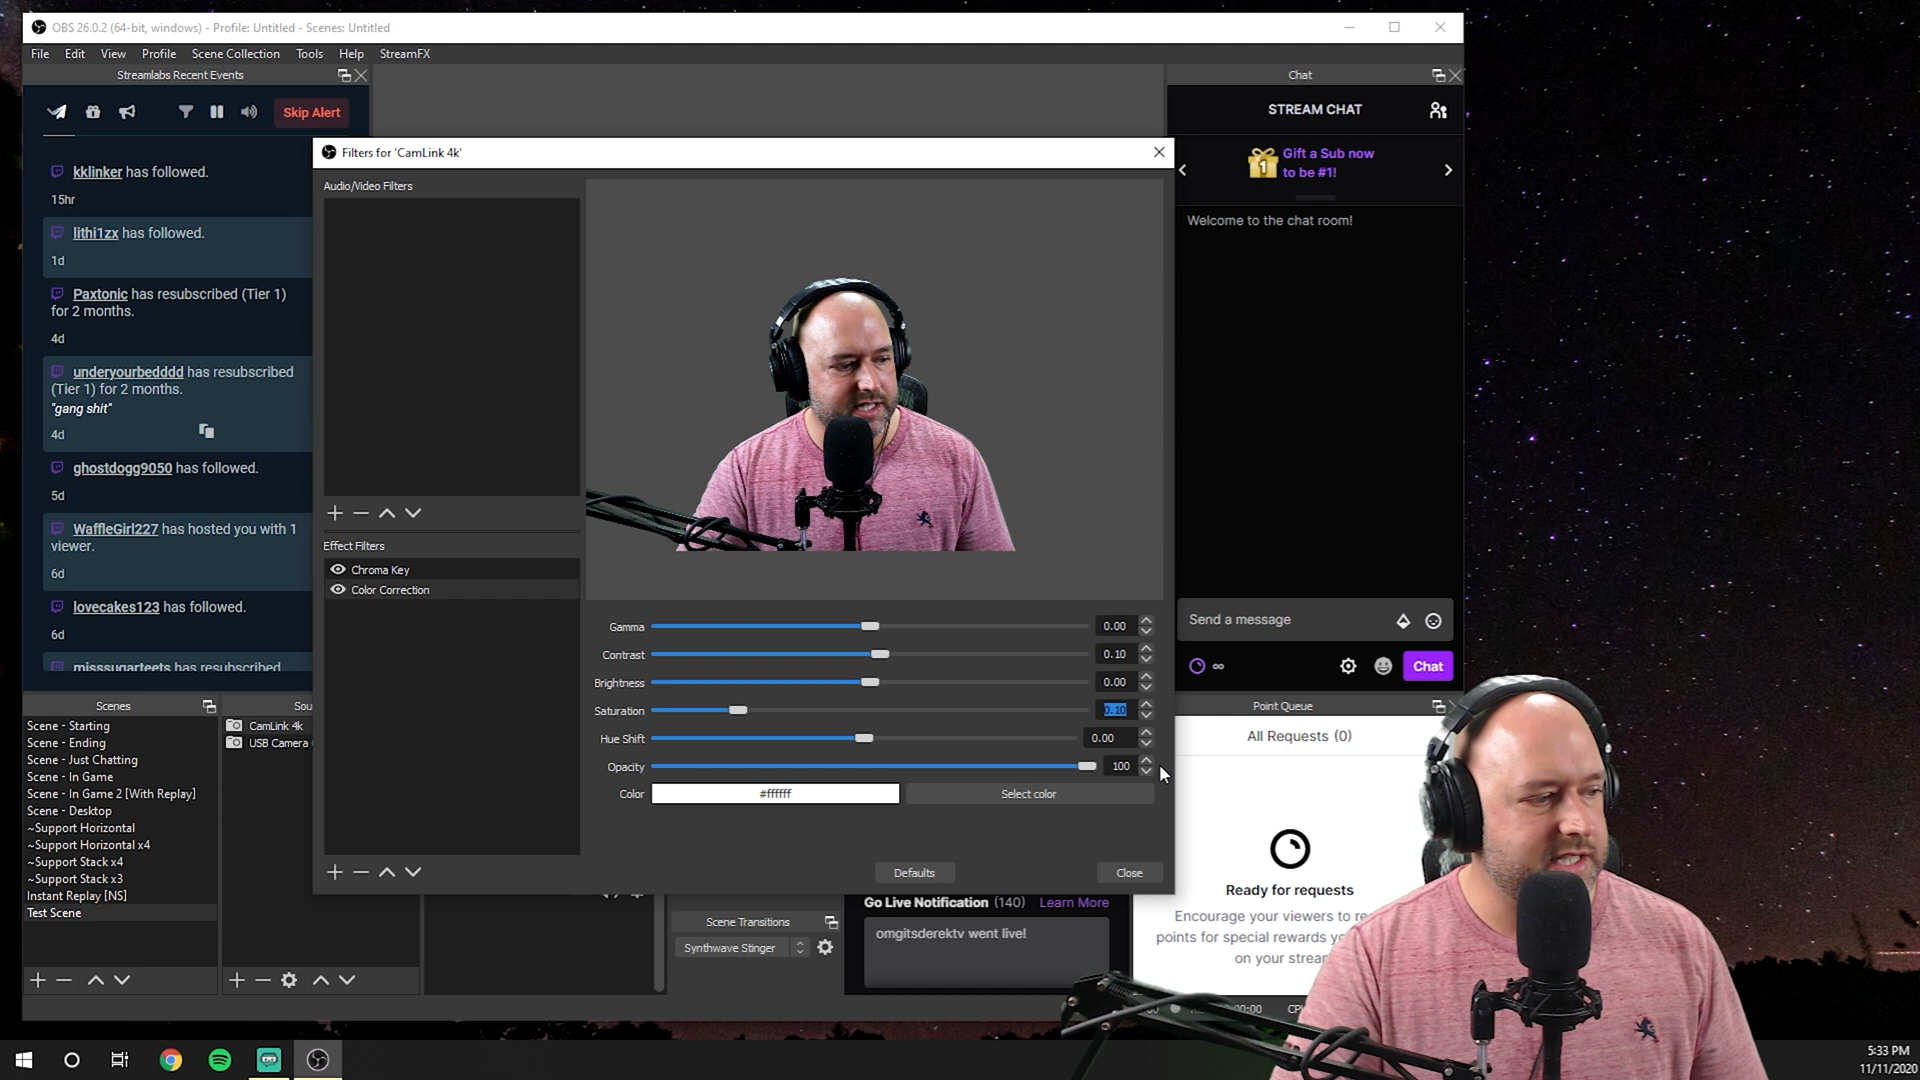 OBS 26.0.2 (64-bit, windows) - Profile: Untitled - Scenes: Untitled
File Edit View Profile Scene Collection Tools Help StreamFX
Streamlabs Recent Events
Skip Alert
kklinker has followed.
15hr
lithi1zx has followed.
1d
Paxtonic has resubscribed (Tier 1)
for 2 months.
4d
underyourbedddd has resubscribed
(Tier 1) for 2 months.
"gang shit"
4d
ghostdogg9050 has followed.
5d
WaffleGirl227 has hosted you with 1
viewer.
6d
lovecakes123 has followed.
6d
misssugarteets has resubscribed
Filters for 'CamLink 4k'
Audio/Video Filters
Effect Filters
Chroma Key
Color Correction
Gamma 0.00
Contrast 0.10
Brightness 0.00
Saturation 0.10
Hue Shift 0.00
Opacity 100
Color #ffffff Select color
Defaults Close
Chat
STREAM CHAT
1
Gift a Sub now
to be #1!
Welcome to the chat room!
Send a message
∞
Chat
Scenes
Scene - Starting
Scene - Ending
Scene - Just Chatting
Scene - In Game
Scene - In Game 2 [With Replay]
Scene - Desktop
~Support Horizontal
~Support Horizontal x4
~Support Stack x4
~Support Stack x3
Instant Replay [NS]
Test Scene
Sou
CamLink 4k
USB Camera
Scene Transitions
Synthwave Stinger
Go Live Notification (140) Learn More
omgitsderektv went live!
Point Queue
All Requests (0)
Ready for requests
Encourage your viewers to re
points for special rewards y
on your strea
5:33 PM
11/11/2020